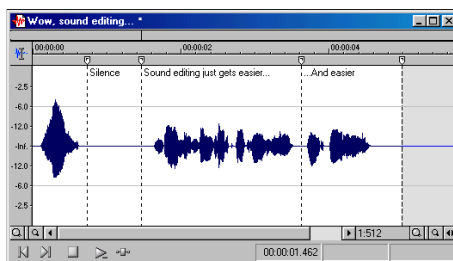 Wow, sound editing... *
00:00:00 00:00:02 00:00:04
Silence Sound editing just gets easier... ...And easier
-2.5
-6.0
-12.0
-Inf.
-12.0
-6.0
-2.5
1:512
00:00:01.462